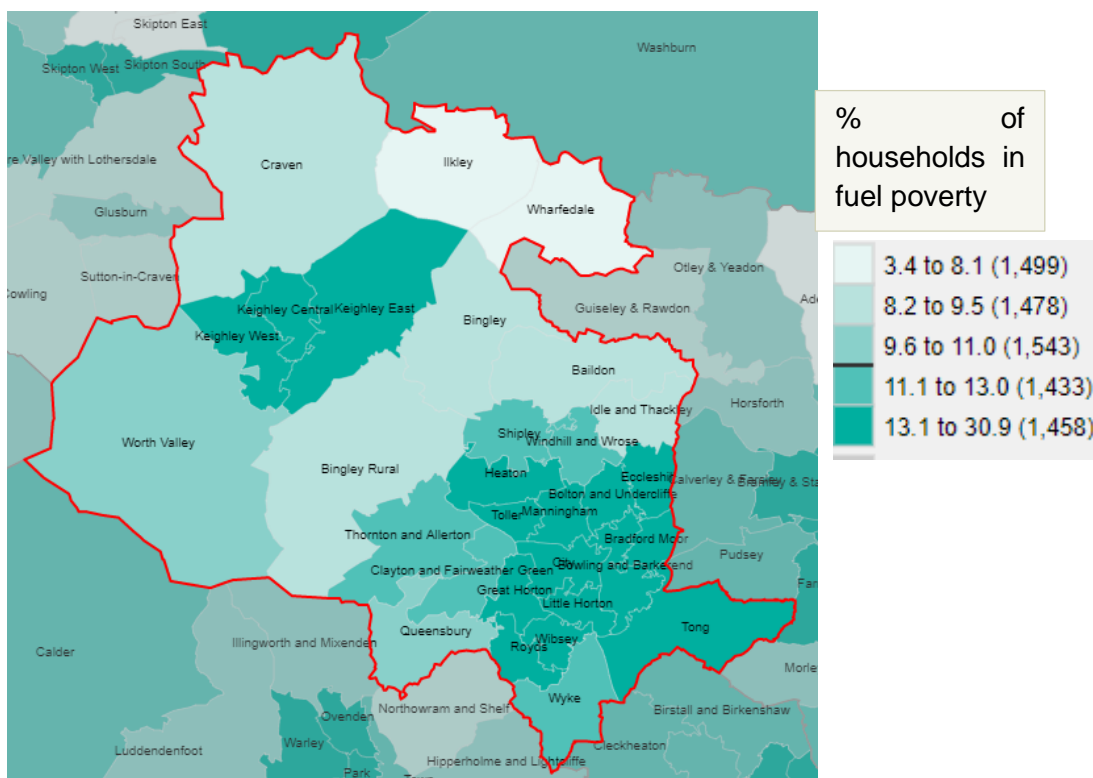 Skipton East
Washburn
Skipton West
Skipton South
re Valley with Lothersdale
Craven
Ilkley
Wharfedale
Glusburn
Sutton-in-Craven
Cowling
Otley & Yeadon
Guiseley & Rawdon
Keighley Central
Keighley East
Keighley West
Bingley
Baildon
Idle and Thackley
Horsforth
Worth Valley
Shipley
Windhill and Wrose
Bingley Rural
Heaton
Eccleshill
Calverley & Farsley
Bramley & Sta
Bolton and Undercliffe
Toller
Manningham
Thornton and Allerton
Bradford Moor
Pudsey
City
Clayton and Fairweather Green
Bowling and Barkerend
Great Horton
Little Horton
Queensbury
Royds
Wibsey
Tong
Illingworth and Mixenden
Calder
Wyke
Morle
Northowram and Shelf
Birstall and Birkenshaw
Ovenden
Warley
Luddendenfoot
Cleckheaton
Hipperholme and Lightcliffe
Park
% of
households in
fuel poverty
3.4 to 8.1 (1,499)
8.2 to 9.5 (1,478)
9.6 to 11.0 (1,543)
11.1 to 13.0 (1,433)
13.1 to 30.9 (1,458)